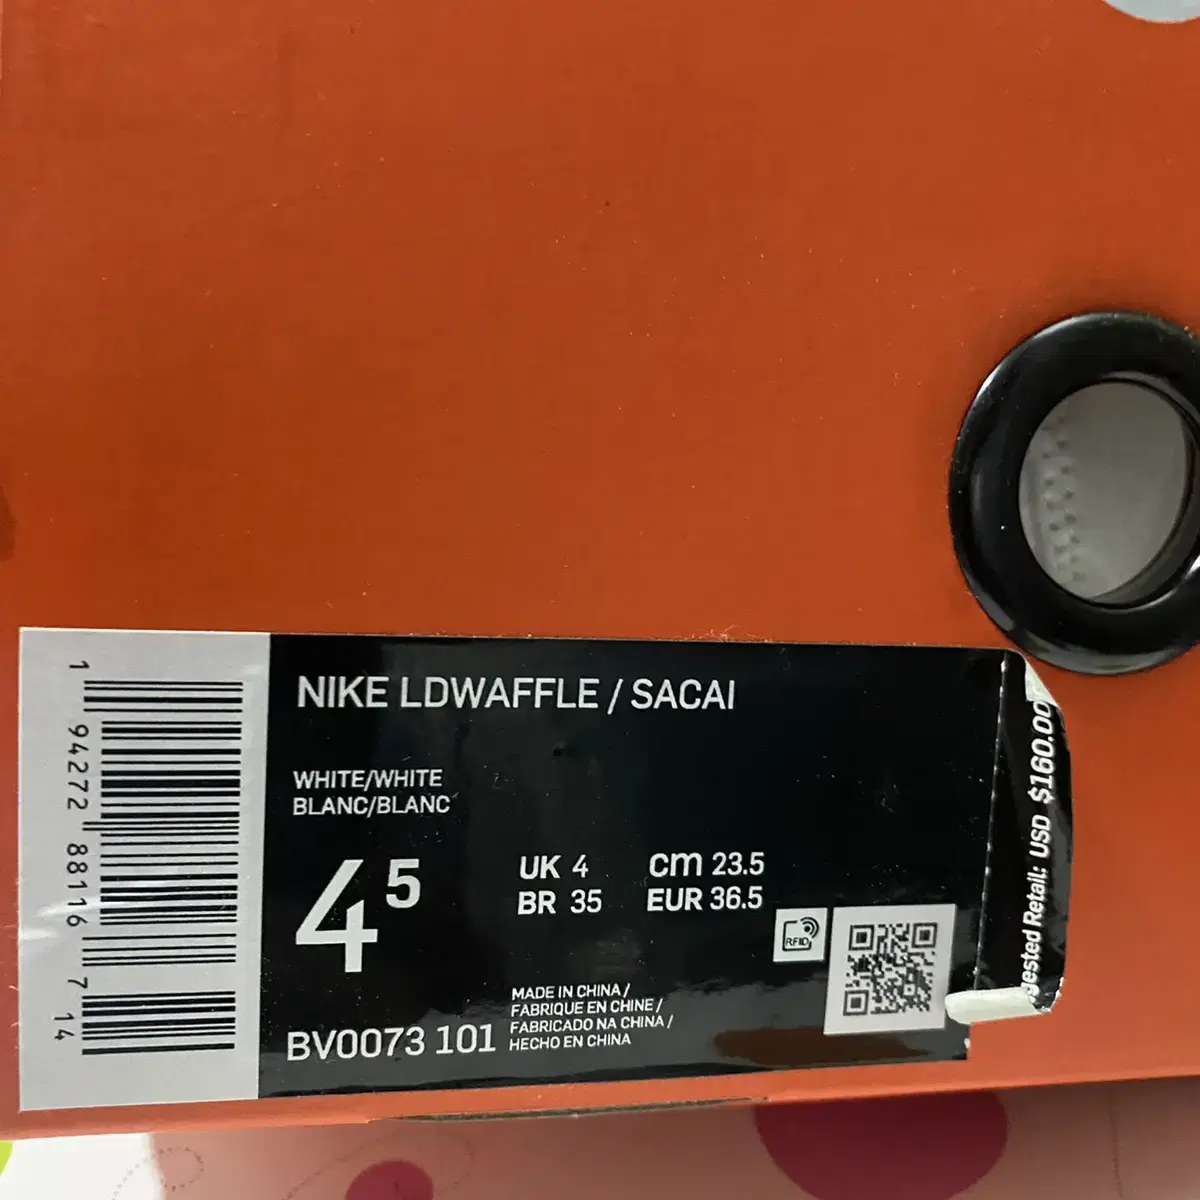 NIKE LDWAFFLE / SACAI
WHITE/WHITE
BLANC/BLANC
4 5
UK 4 cm 23.5
BR 35 EUR 36.5
RFID
MADE IN CHINA /
FABRIQUE EN CHINE /
FABRICADO NA CHINA /
HECHO EN CHINA
BV0073 101
1 94272 88116 7 14
Retail: USD $160.00